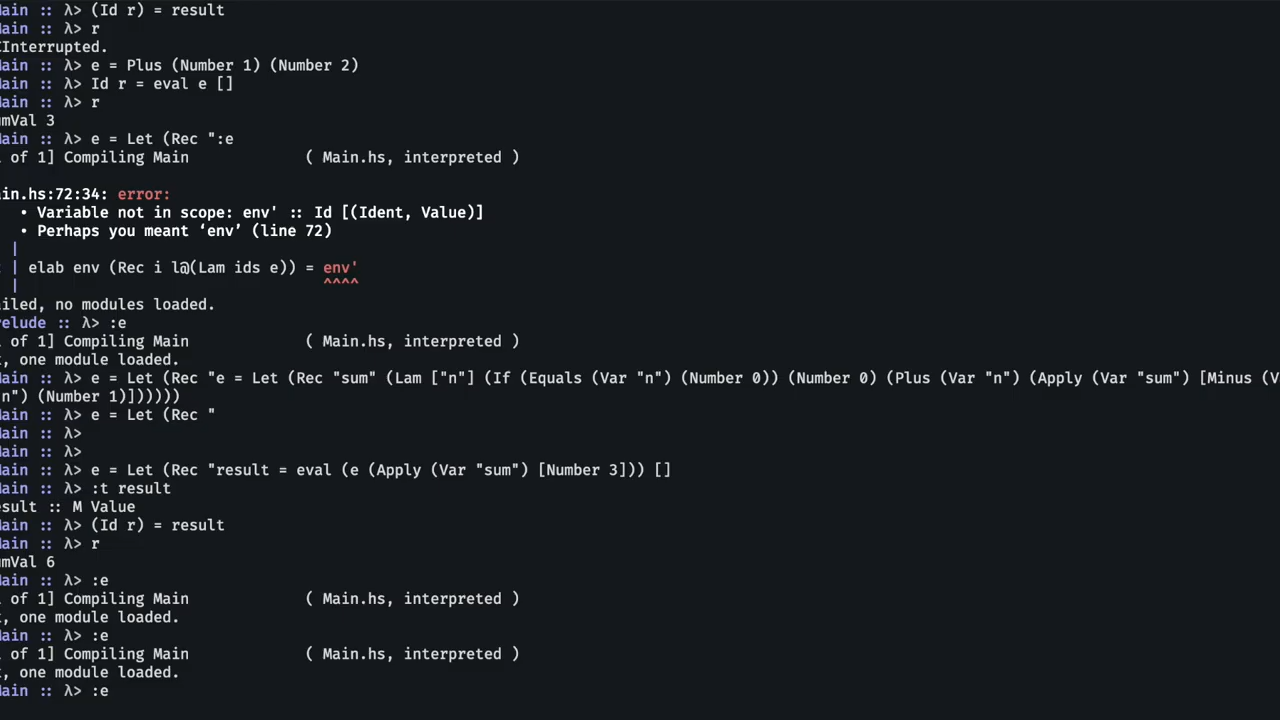 ain :: λ> (Id r) = result
ain :: λ> r
Interrupted.
ain :: λ> e = Plus (Number 1) (Number 2)
ain :: λ> Id r = eval e []
ain :: λ> r
umVal 3
ain :: λ> e = Let (Rec ":e
of 1] Compiling Main ( Main.hs, interpreted )
ain.hs:72:34: error:
• Variable not in scope: env' :: Id [(Ident, Value)]
• Perhaps you meant ‘env’ (line 72)
|
| elab env (Rec i l@(Lam ids e)) = env'
| ^^^^
ailed, no modules loaded.
relude :: λ> :e
of 1] Compiling Main ( Main.hs, interpreted )
, one module loaded.
ain :: λ> e = Let (Rec "e = Let (Rec "sum" (Lam ["n"] (If (Equals (Var "n") (Number 0)) (Number 0) (Plus (Var "n") (Apply (Var "sum") [Minus (V
n") (Number 1)])))))) 
ain :: λ> e = Let (Rec "
ain :: λ>
ain :: λ>
ain :: λ> e = Let (Rec "result = eval (e (Apply (Var "sum") [Number 3])) []
ain :: λ> :t result
esult :: M Value
ain :: λ> (Id r) = result
ain :: λ> r
umVal 6
ain :: λ> :e
of 1] Compiling Main ( Main.hs, interpreted )
, one module loaded.
ain :: λ> :e
of 1] Compiling Main ( Main.hs, interpreted )
, one module loaded.
ain :: λ> :e